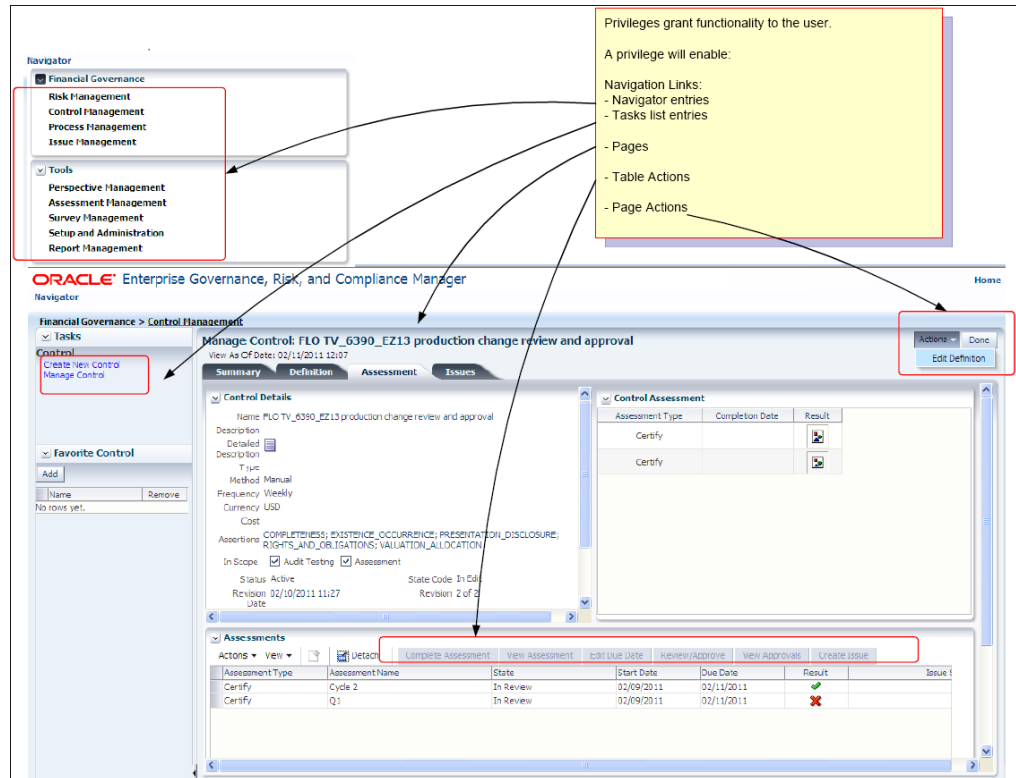 Privileges grant functionality to the user.
A privilege will enable:
Navigation Links:
- Navigator entries
- Tasks list entries
- Pages
- Table Actions
- Page Actions
Navigator
Financial Governance
Risk Management
Control Management
Process Management
Issue Management
Tools
Perspective Management
Assessment Management
Survey Management
Setup and Administration
Report Management
ORACLE Enterprise Governance, Risk, and Compliance Manager
Home
Navigator
Financial Governance > Control Management
Tasks
Control
Create New Control
Manage Control
Favorite Control
Add
Name Remove
No rows yet.
Manage Control: FLO TV_6390_EZ13 production change review and approval
View As Of Date: 02/11/2011 12:07
Actions Done
Edit Definition
Summary Definition Assessment Issues
Control Details
Name FLO TV_6390_EZ13 production change review and approval
Description
Detailed
Description
Type
Method Manual
Frequency Weekly
Currency USD
Cost
Assertions COMPLETENESS; EXISTENCE_OCCURRENCE; PRESENTATION_DISCLOSURE;
RIGHTS_AND_OBLIGATIONS; VALUATION_ALLOCATION
In Scope Audit Testing Assessment
Status Active State Code In Edit
Revision 02/10/2011 11:27 Revision 2 of 2
Date
Control Assessment
Assessment Type Completion Date Result
Certify
Certify
Assessments
Actions View Detach Complete Assessment View Assessment Edit Due Date Review/Approve View Approvals Create Issue
Assessment Type Assessment Name State Start Date Due Date Result Issue S
Certify Cycle 2 In Review 02/09/2011 02/11/2011
Certify Q1 In Review 02/09/2011 02/11/2011